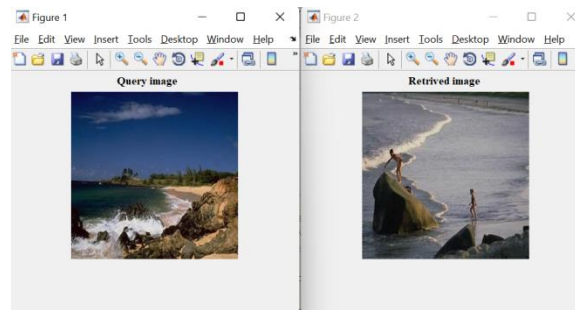 Figure 1
File Edit View Insert Tools Desktop Window Help
Query image
Figure 2
File Edit View Insert Tools Desktop Window Help
Retrived image